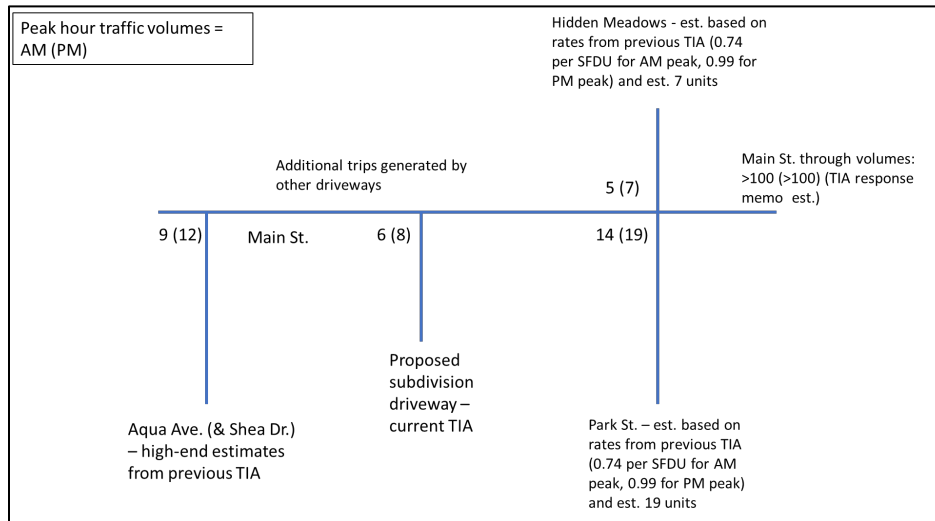 Peak hour traffic volumes =
AM (PM)
Hidden Meadows - est. based on
rates from previous TIA (0.74
per SFDU for AM peak, 0.99 for
PM peak) and est. 7 units
Additional trips generated by
other driveways
5 (7)
Main St. through volumes:
>100 (>100) (TIA response
memo est.)
9 (12)
Main St.
6 (8)
14 (19)
Proposed
subdivision
driveway –
current TIA
Aqua Ave. (& Shea Dr.)
– high-end estimates
from previous TIA
Park St. – est. based on
rates from previous TIA
(0.74 per SFDU for AM
peak, 0.99 for PM peak)
and est. 19 units